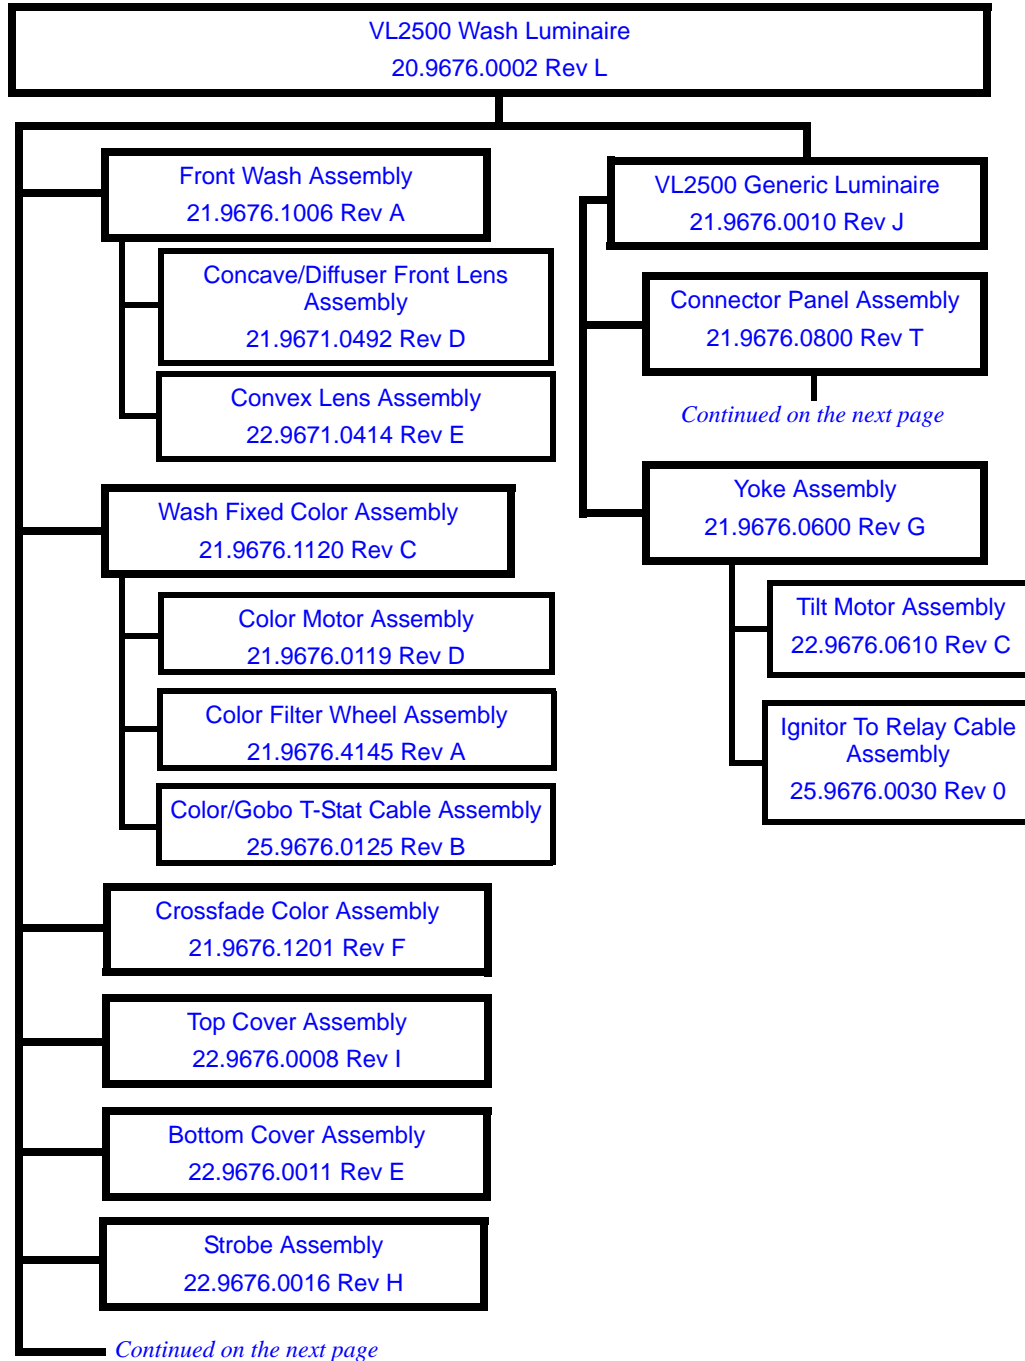 VL2500 Wash Luminaire
20.9676.0002 Rev L
Front Wash Assembly
21.9676.1006 Rev A
Concave/Diffuser Front Lens
Assembly
21.9671.0492 Rev D
Convex Lens Assembly
22.9671.0414 Rev E
Wash Fixed Color Assembly
21.9676.1120 Rev C
Color Motor Assembly
21.9676.0119 Rev D
Color Filter Wheel Assembly
21.9676.4145 Rev A
Color/Gobo T-Stat Cable Assembly
25.9676.0125 Rev B
Crossfade Color Assembly
21.9676.1201 Rev F
Top Cover Assembly
22.9676.0008 Rev I
Bottom Cover Assembly
22.9676.0011 Rev E
Strobe Assembly
22.9676.0016 Rev H
Continued on the next page
VL2500 Generic Luminaire
21.9676.0010 Rev J
Connector Panel Assembly
21.9676.0800 Rev T
Continued on the next page
Yoke Assembly
21.9676.0600 Rev G
Tilt Motor Assembly
22.9676.0610 Rev C
Ignitor To Relay Cable
Assembly
25.9676.0030 Rev 0